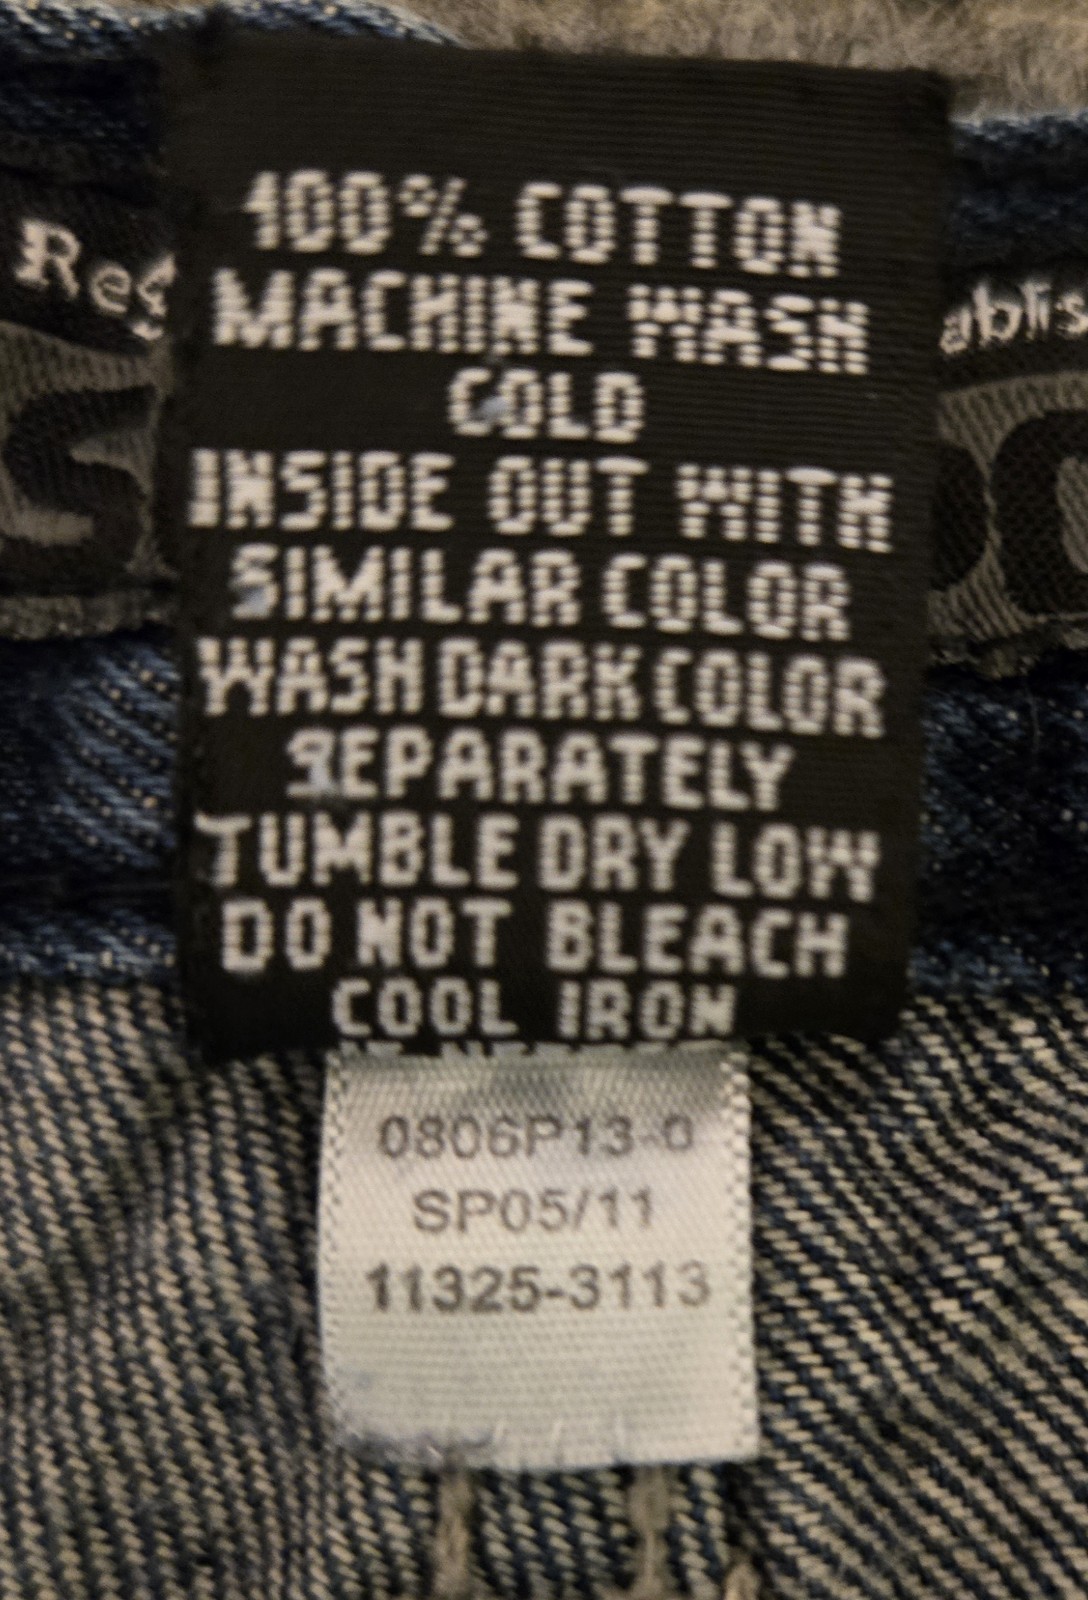 100% COTTON
MACHINE WASH
COLD
INSIDE OUT WITH
SIMILAR COLOR
WASH DARK COLOR
SEPARATELY
TUMBLE DRY LOW
DO NOT BLEACH
COOL IRON
0806P13-0
SP05/11
11325-3113